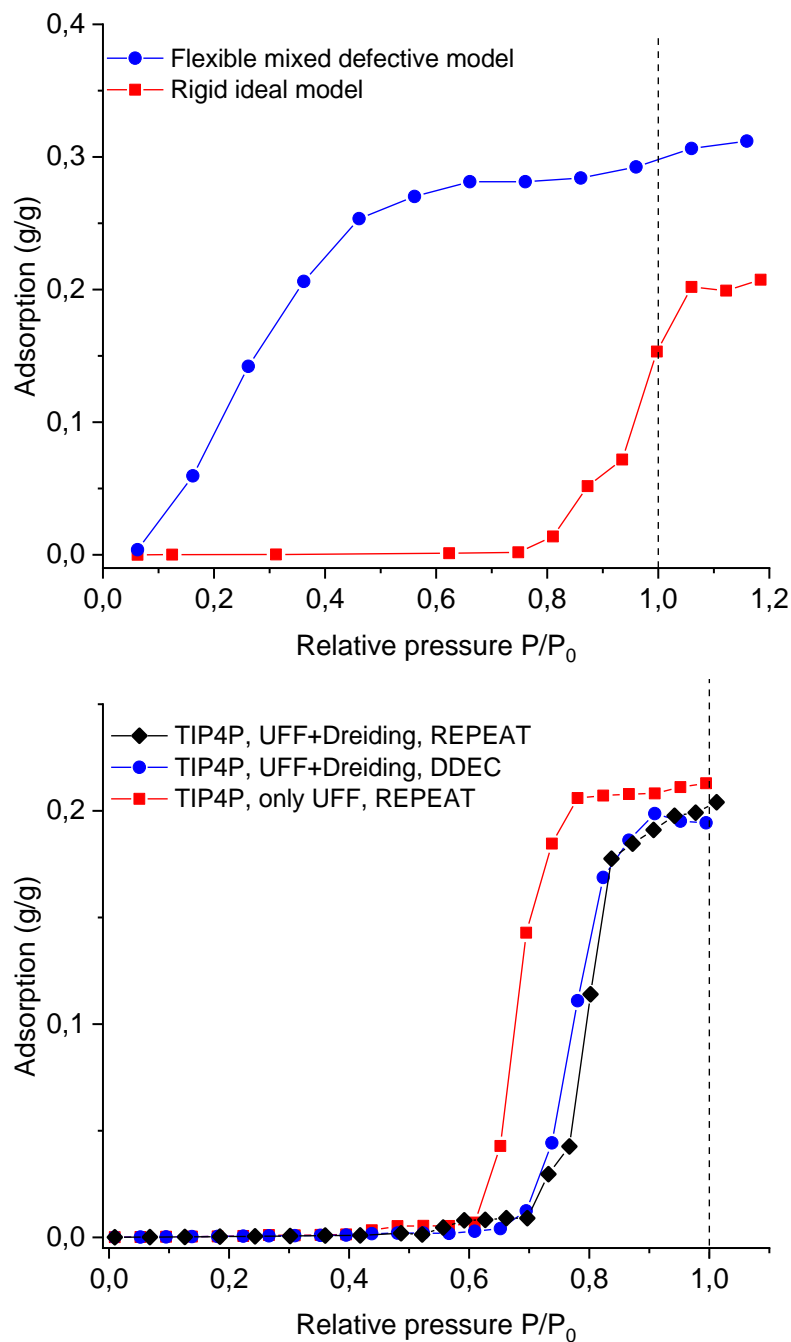 0,4
Flexible mixed defective model
Rigid ideal model
0,3
0,2
0,1
0,0
Adsorption (g/g)
0,0 0,2 0,4 0,6 0,8 1,0 1,2
Relative pressure P/P0
TIP4P, UFF+Dreiding, REPEAT
TIP4P, UFF+Dreiding, DDEC
TIP4P, only UFF, REPEAT
0,2
0,1
0,0
Adsorption (g/g)
0,0 0,2 0,4 0,6 0,8 1,0
Relative pressure P/P0